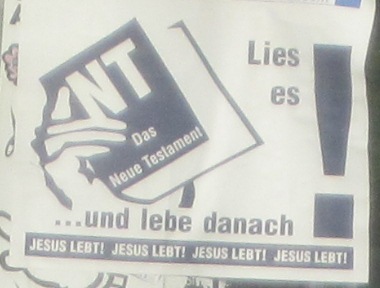 Lies
es
!
NT
Das
Neue Testament
...und lebe danach
JESUS LEBT! JESUS LEBT! JESUS LEBT! JESUS LEBT!